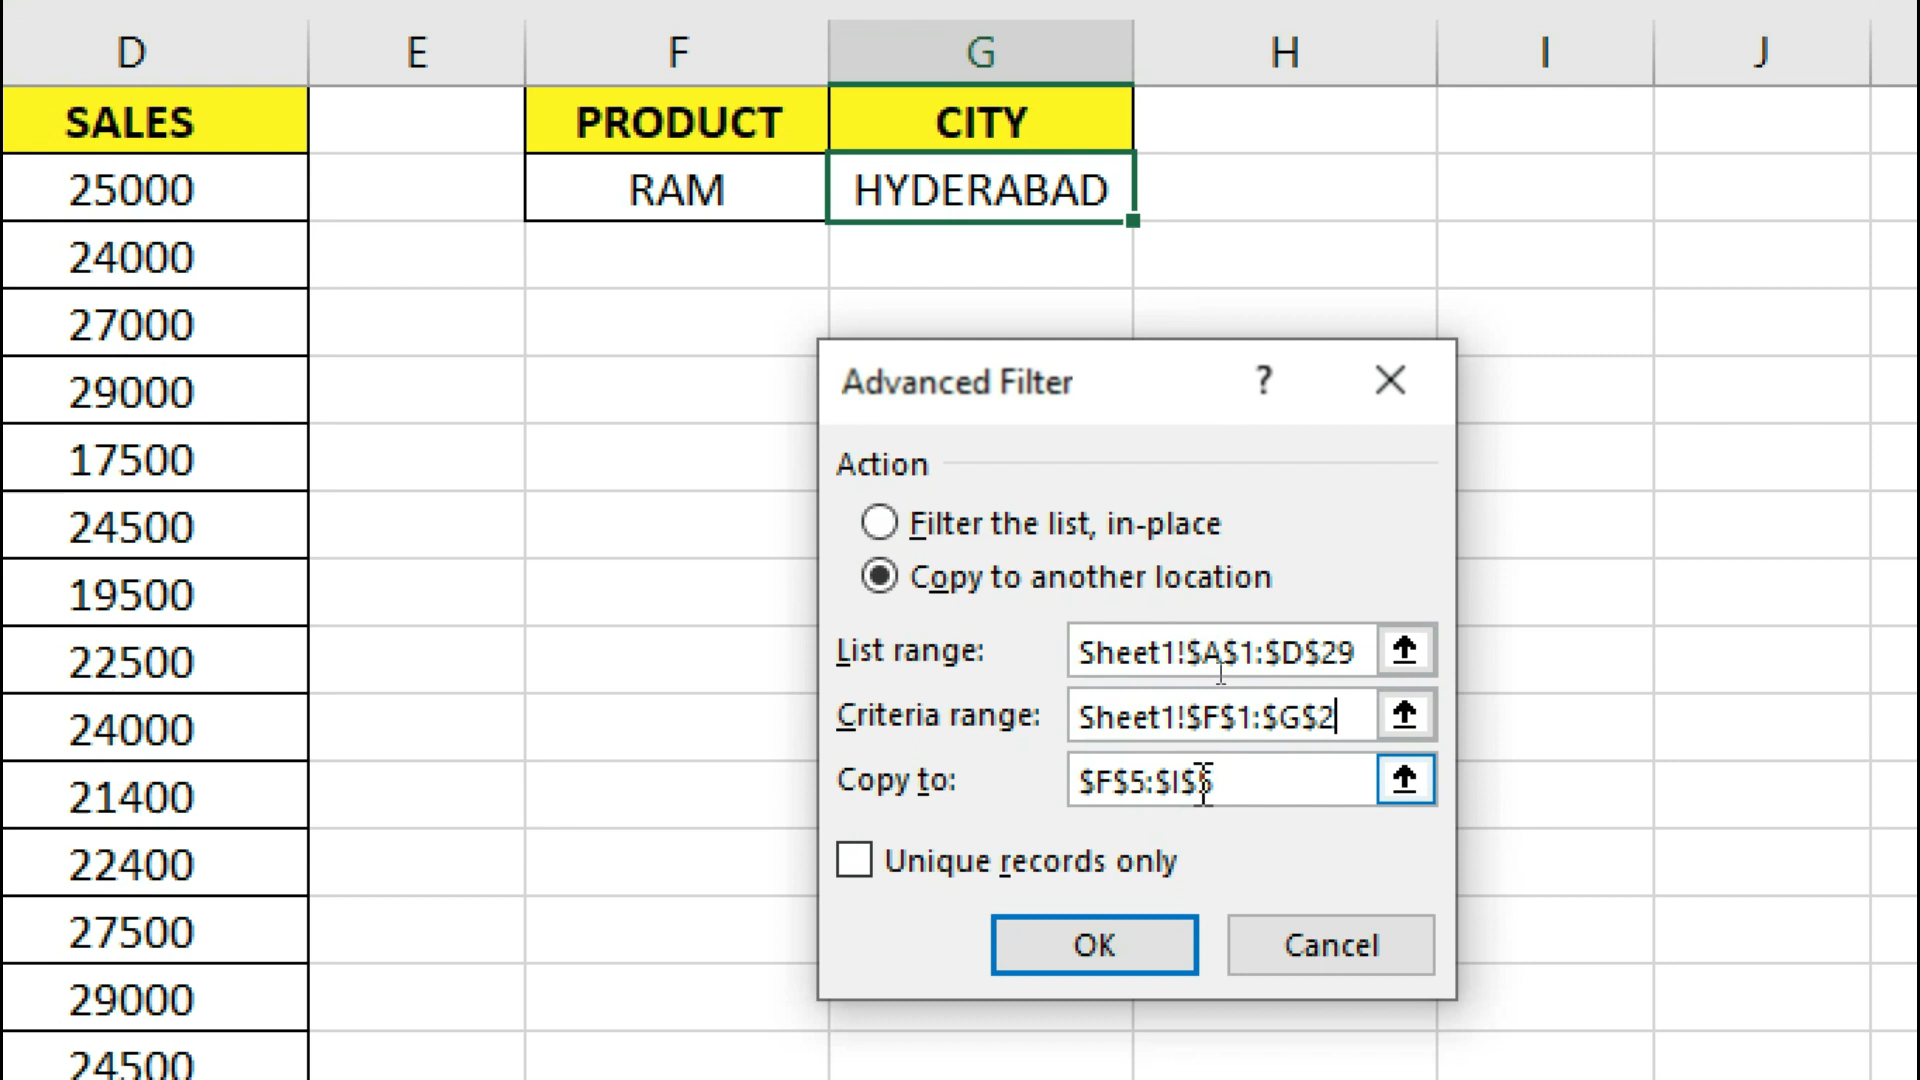 D E F G H I J
SALES PRODUCT CITY
25000 RAM HYDERABAD
24000
27000
29000
17500
24500
19500
22500
24000
21400
22400
27500
29000
24500
Advanced Filter ? X
Action
Filter the list, in-place
Copy to another location
List range: Sheet1!$A$1:$D$29
Criteria range: Sheet1!$F$1:$G$2
Copy to: $F$5:$I$5
Unique records only
OK Cancel